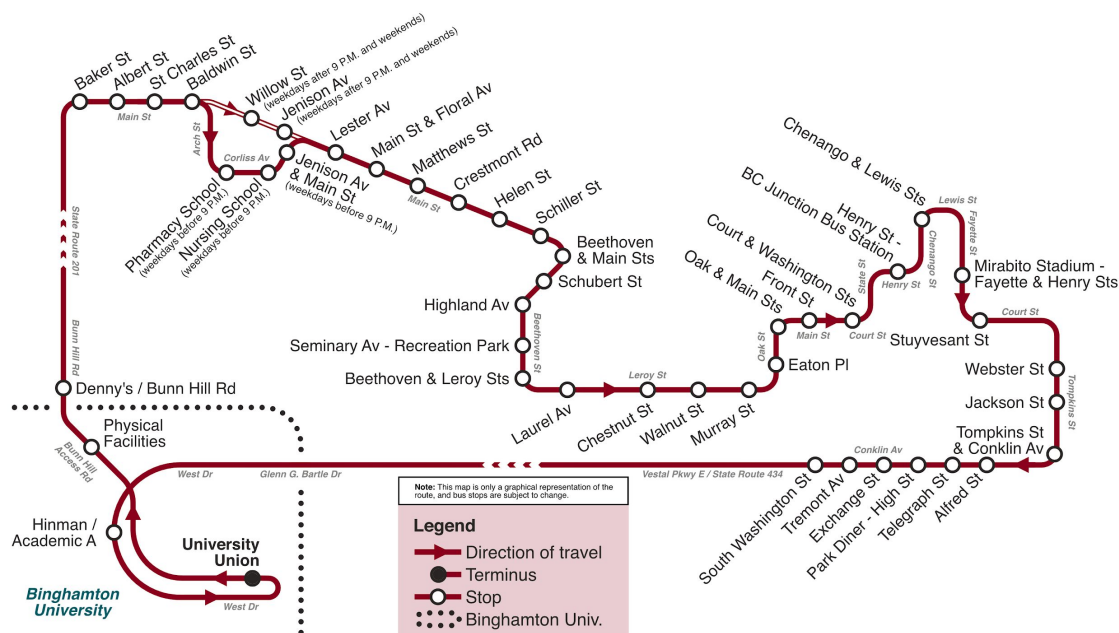 Baker St
Albert St
St Charles St
Baldwin St
Main St
Arch St
Willow St
(weekdays after 9 P.M. and weekends)
Jenison Av
(weekdays after 9 P.M. and weekends)
Corliss Av
Pharmacy School
(weekdays before 9 P.M.)
Nursing School
(weekdays before 9 P.M.)
Jenison Av
& Main St
(weekdays before 9 P.M.)
Lester Av
Main St & Floral Av
Matthews St
Main St
Crestmont Rd
Helen St
Schiller St
Beethoven
& Main Sts
Schubert St
Highland Av
Beethoven St
Seminary Av - Recreation Park
Beethoven & Leroy Sts
Laurel Av
Leroy St
Chestnut St
Walnut St
Murray St
Eaton Pl
Oak St
Oak & Main Sts
Front St
Main St
Court & Washington Sts
Court St
State St
Henry St -
BC Junction Bus Station
Henry St
Chenango St
Chenango & Lewis Sts
Lewis St
Fayette St
Mirabito Stadium -
Fayette & Henry Sts
Stuyvesant St
Court St
Webster St
Jackson St
Tompkins St
Tompkins St
& Conklin Av
Alfred St
Telegraph St
Park Diner - High St
Exchange St
Conklin Av
Tremont Av
South Washington St
Vestal Pkwy E / State Route 434
Glenn G. Bartle Dr
West Dr
State Route 201
Bunn Hill Rd
Denny's / Bunn Hill Rd
Physical
Facilities
Bunn Hill
Access Rd
Hinman /
Academic A
University
Union
West Dr
Binghamton
University
Note: This map is only a graphical representation of the
route, and bus stops are subject to change.
Legend
Direction of travel
Terminus
Stop
Binghamton Univ.